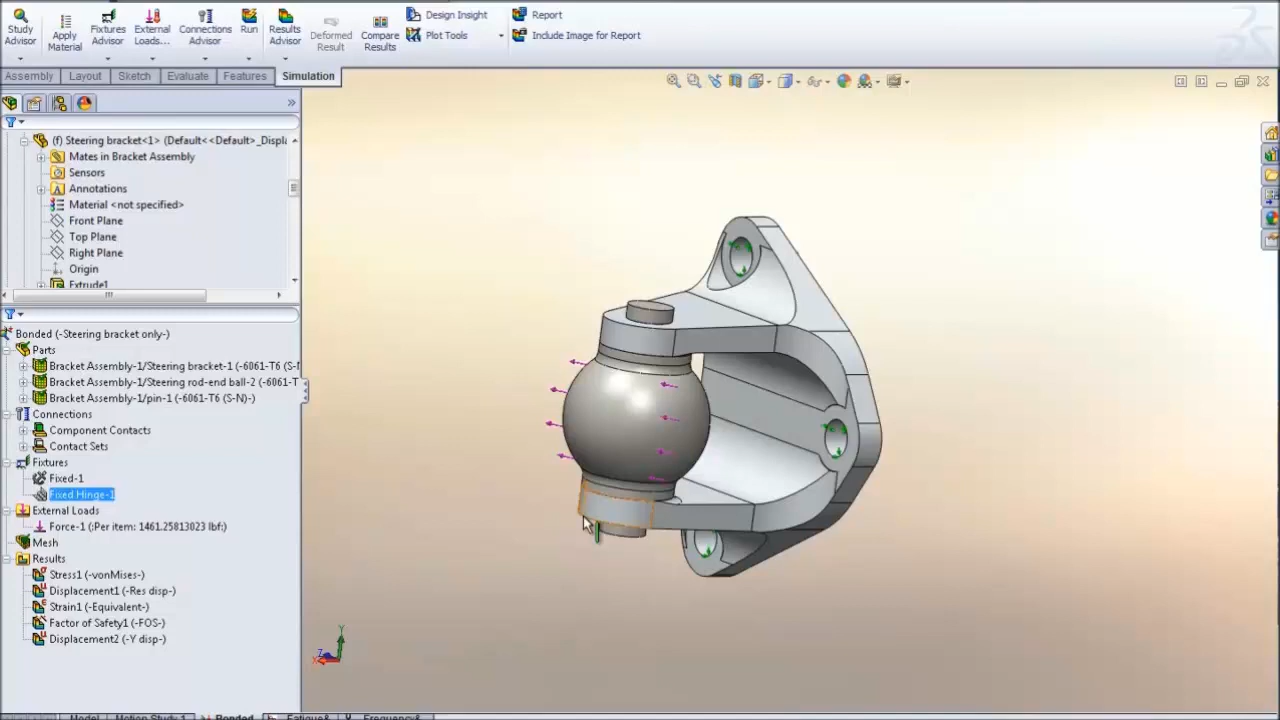 Study Advisor
Apply Material
Fixtures Advisor
External Loads...
Connections Advisor
Run
Results Advisor
Deformed Result
Compare Results
Design Insight
Plot Tools
Report
Include Image for Report
Assembly
Layout
Sketch
Evaluate
Features
Simulation
(f) Steering bracket<1> (Default<<Default>_Displa
Mates in Bracket Assembly
Sensors
Annotations
Material <not specified>
Front Plane
Top Plane
Right Plane
Origin
Extrude1
Bonded (-Steering bracket only-)
Parts
Bracket Assembly-1/Steering bracket-1 (-6061-T6 (S-N
Bracket Assembly-1/Steering rod-end ball-2 (-6061-T
Bracket Assembly-1/pin-1 (-6061-T6 (S-N)-)
Connections
Component Contacts
Contact Sets
Fixtures
Fixed-1
Fixed Hinge-1
External Loads
Force-1 (:Per item: 1461.25813023 lbf:)
Mesh
Results
Stress1 (-vonMises-)
Displacement1 (-Res disp-)
Strain1 (-Equivalent-)
Factor of Safety1 (-FOS-)
Displacement2 (-Y disp-)
Y
Z
X
Model
Motion Study 1
Bonded